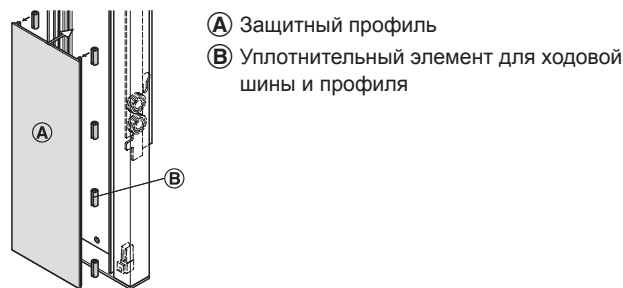 Ⓐ Защитный профиль
Ⓑ Уплотнительный элемент для ходовой
шины и профиля
Ⓐ
Ⓑ